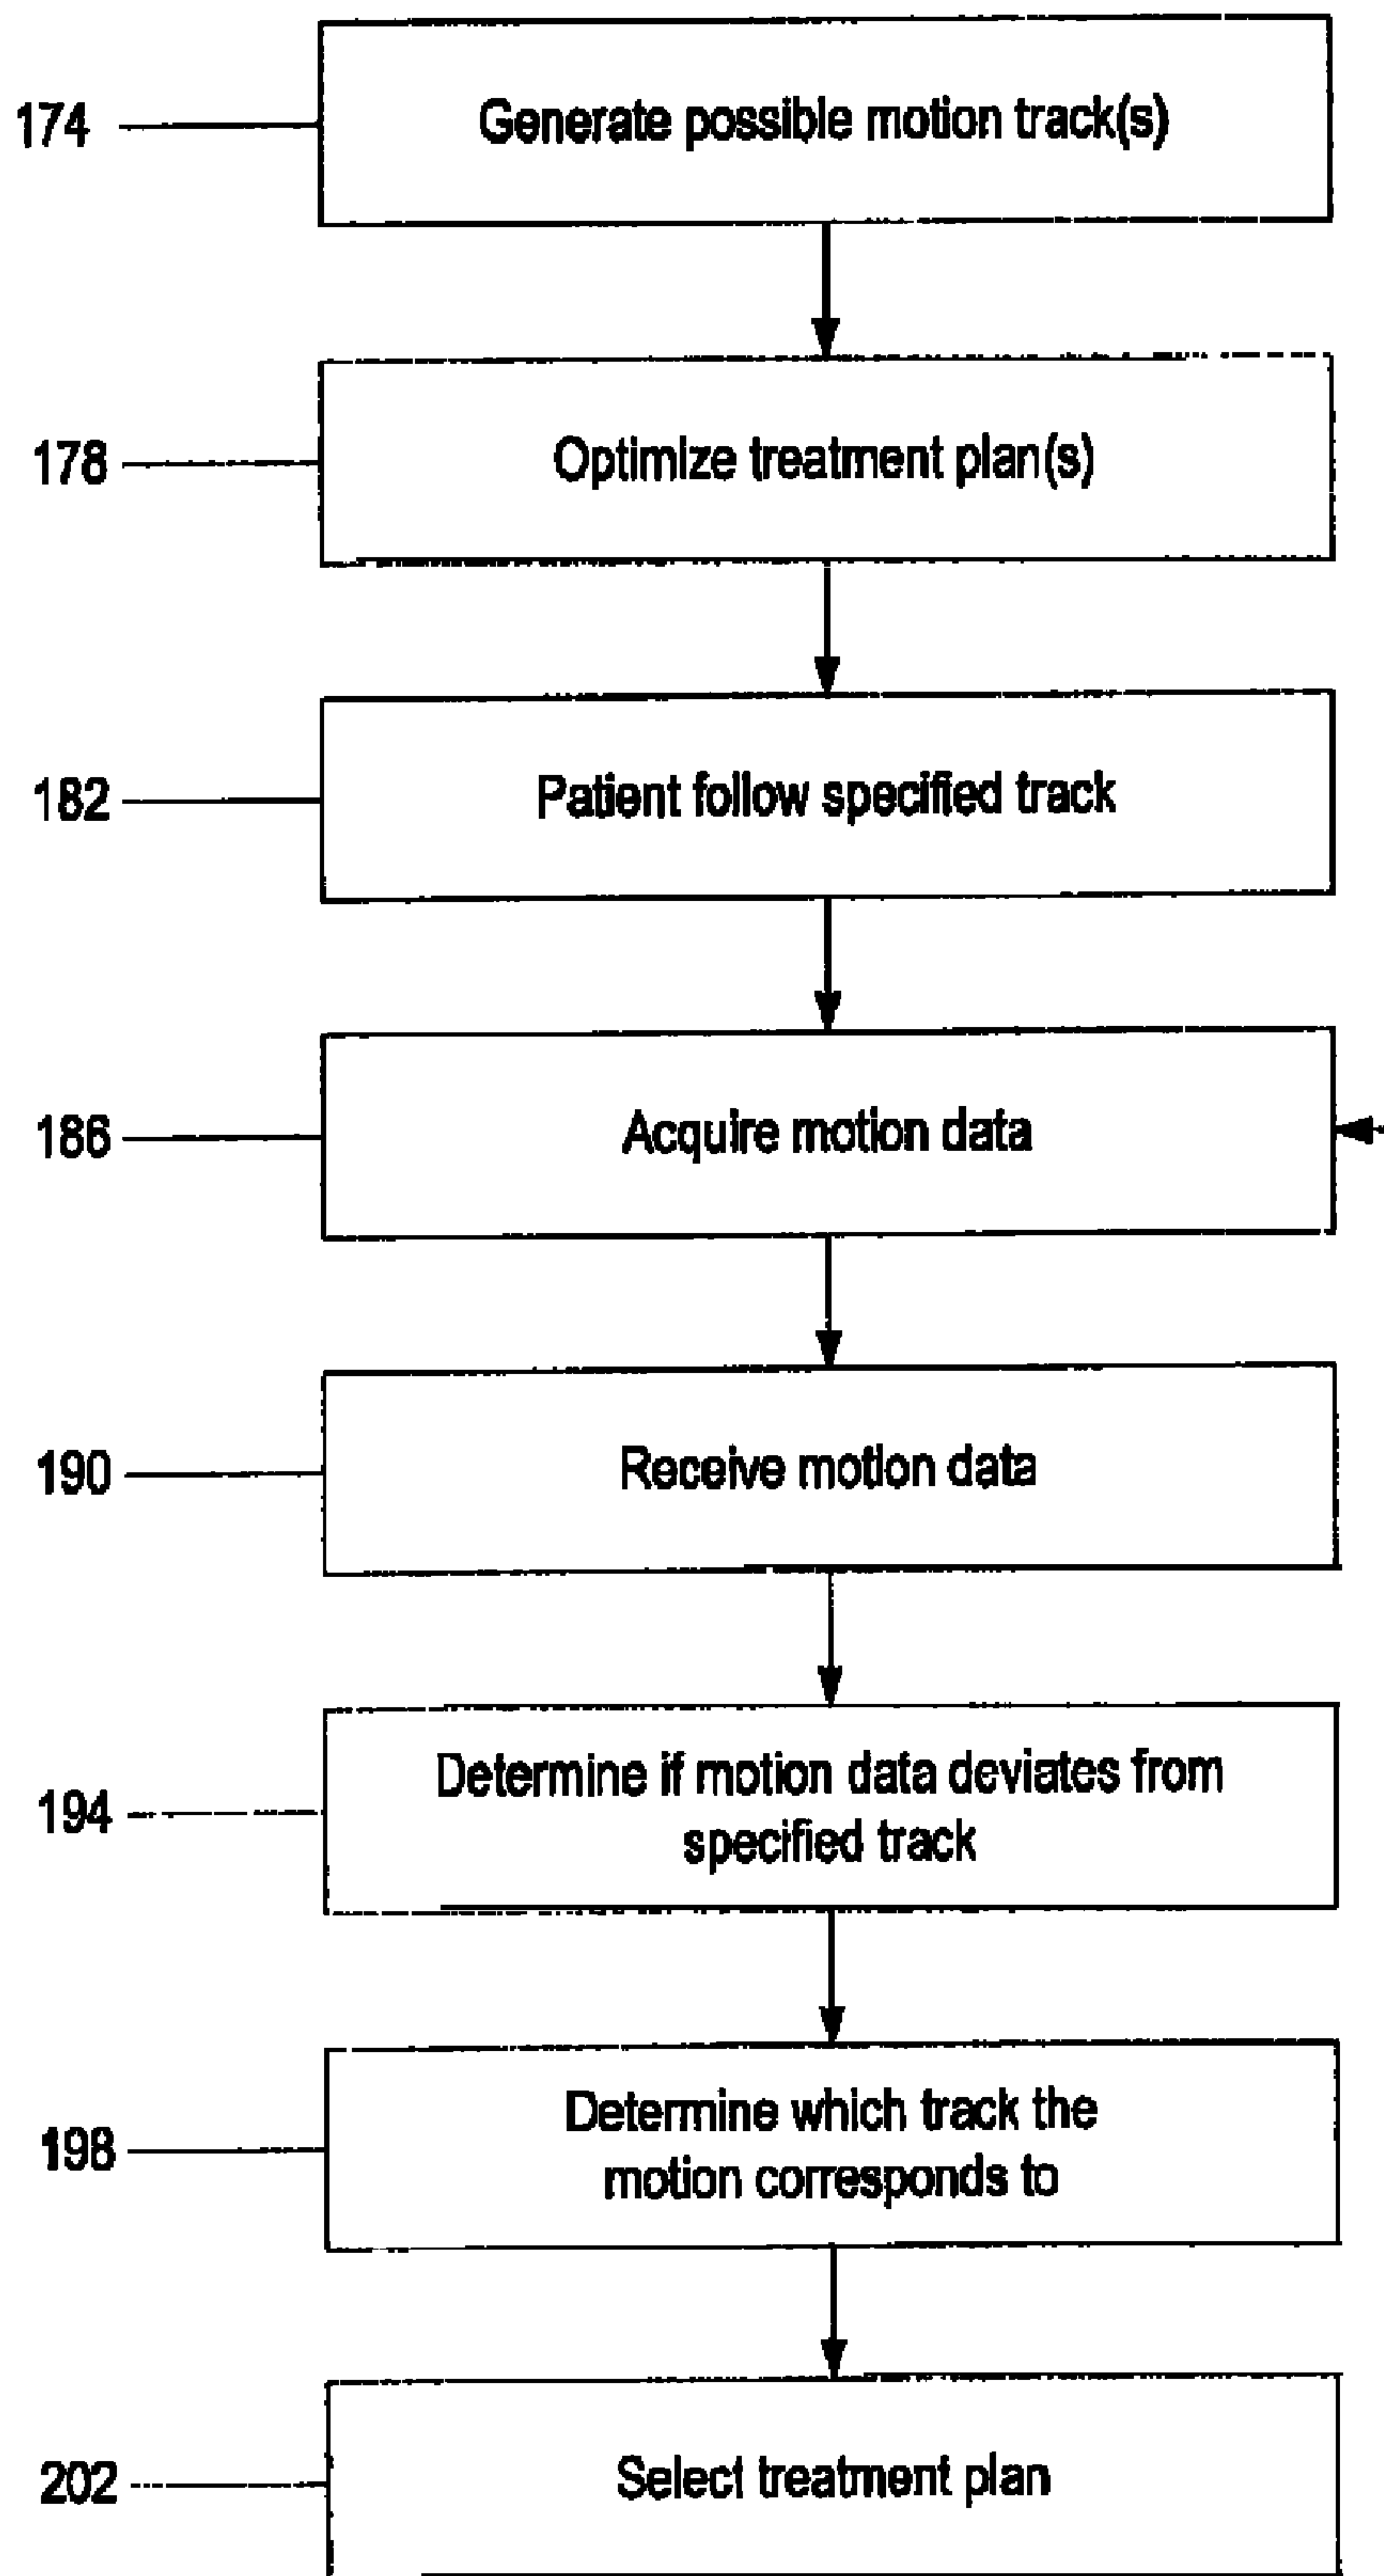 174
Generate possible motion track(s)
178
Optimize treatment plan(s)
182
Patient follow specified track
186
Acquire motion data
190
Receive motion data
194
Determine if motion data deviates from
specified track
198
Determine which track the
motion corresponds to
202
Select treatment plan